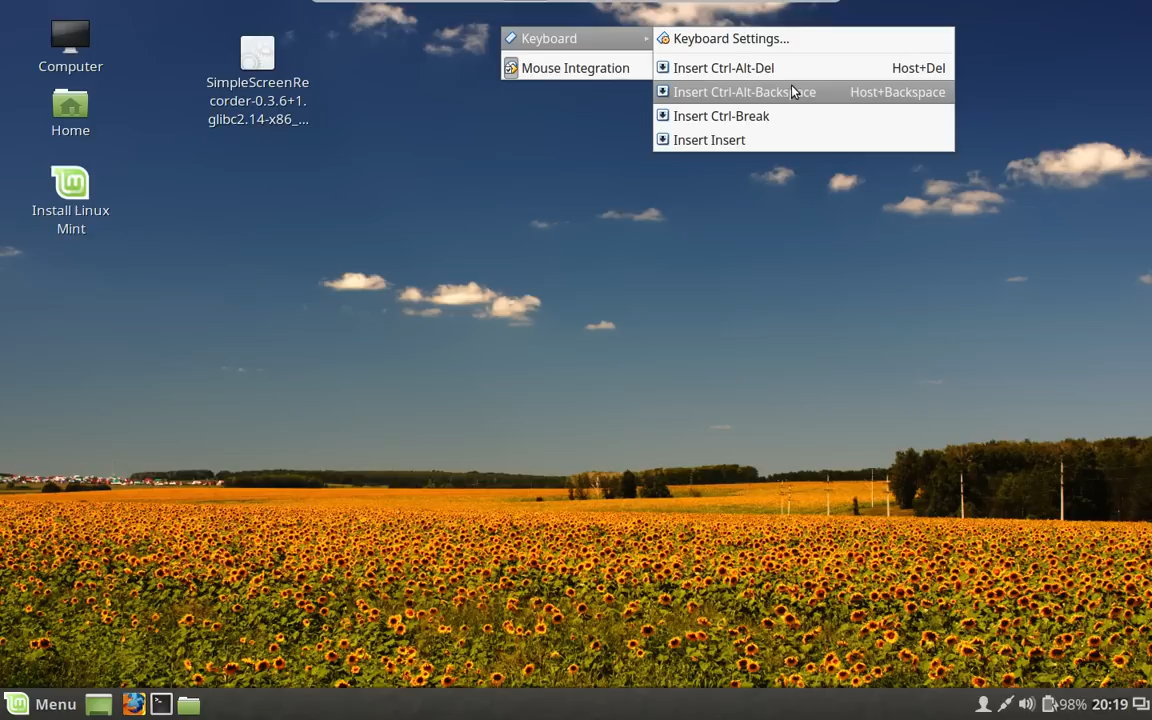 Computer
SimpleScreenRe
corder-0.3.6+1.
glibc2.14-x86_...
Home
Install Linux
Mint
Keyboard
Mouse Integration
Keyboard Settings...
Insert Ctrl-Alt-Del Host+Del
Insert Ctrl-Alt-Backspace Host+Backspace
Insert Ctrl-Break
Insert Insert
Menu
98% 20:19